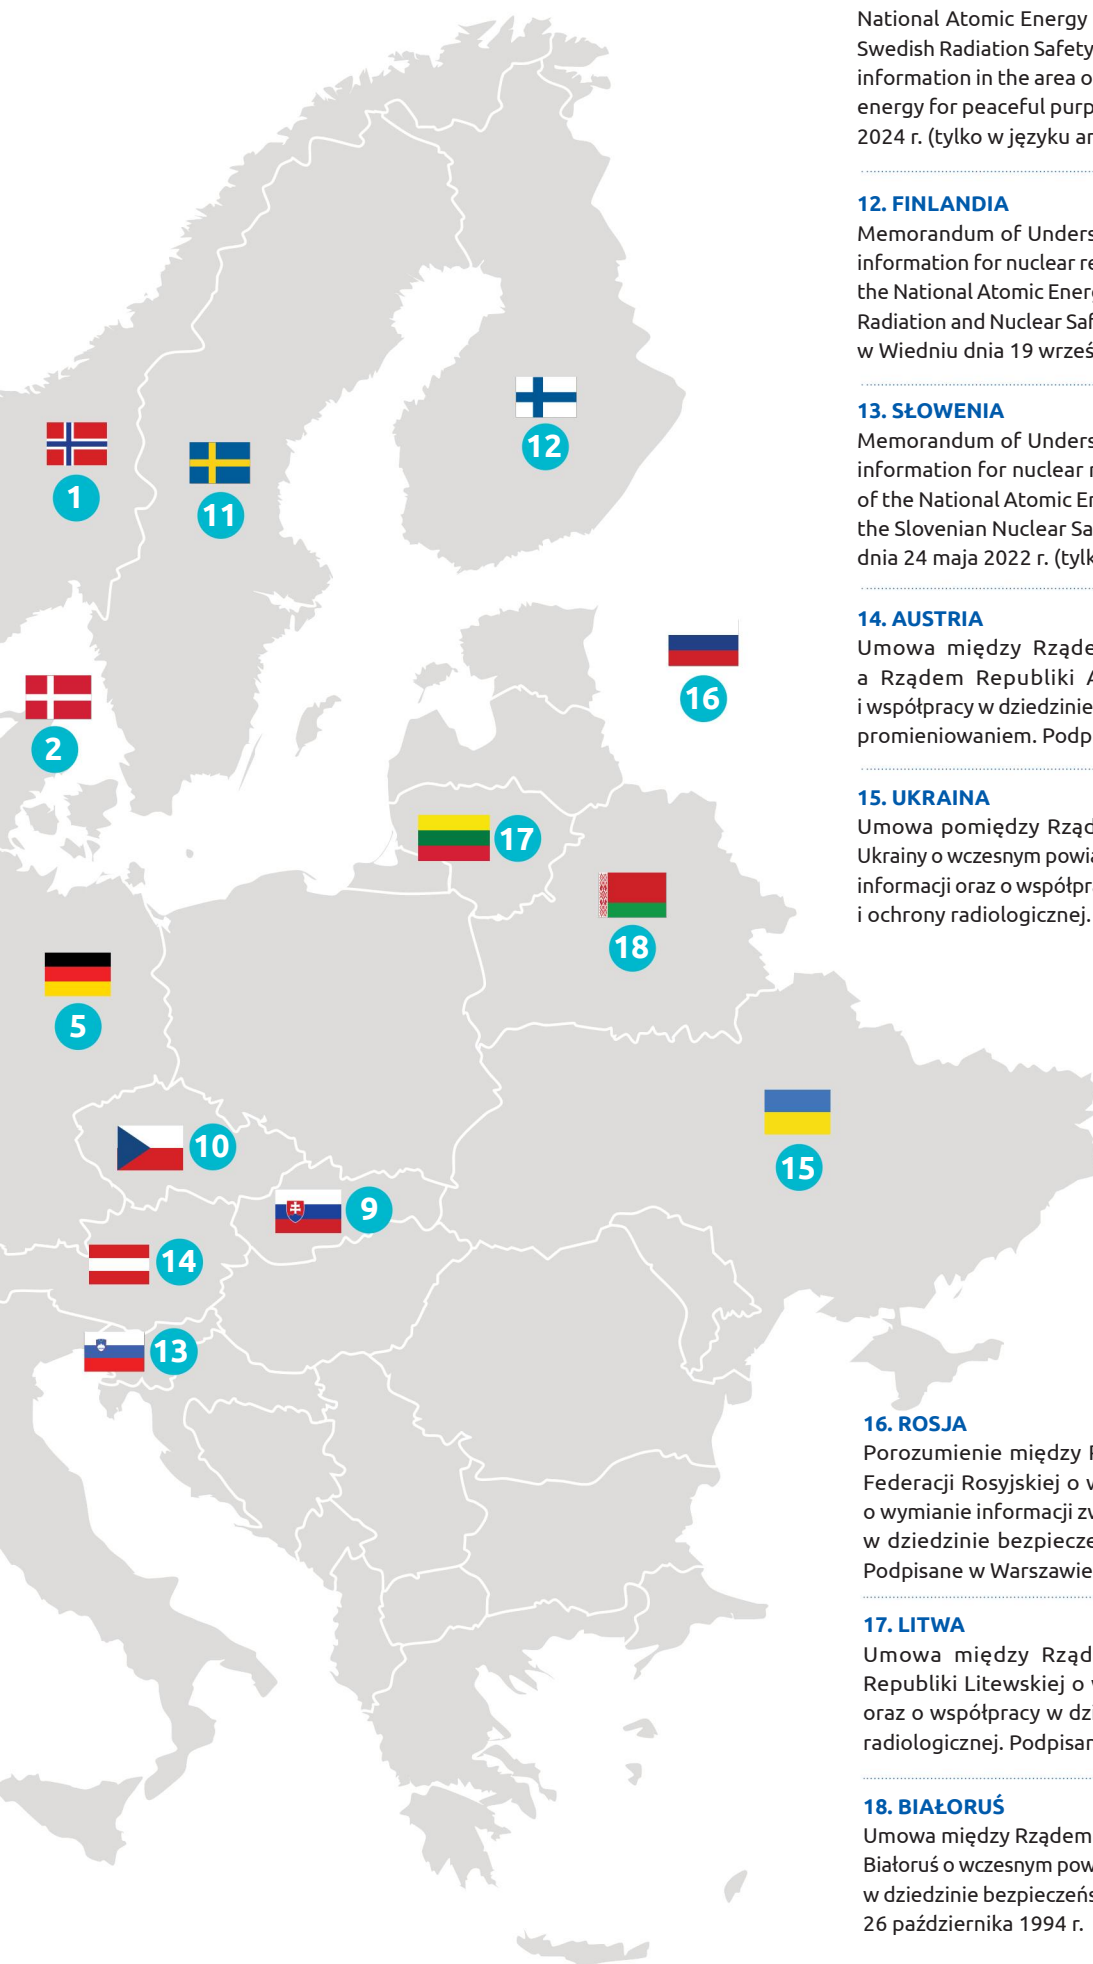 National Atomic Energy
Swedish Radiation Safety
information in the area o
energy for peaceful purp
2024 r. (tylko w języku an
12. FINLANDIA
Memorandum of Unders
information for nuclear re
the National Atomic Energ
Radiation and Nuclear Saf
w Wiedniu dnia 19 wrześ
13. SŁOWENIA
Memorandum of Unders
information for nuclear r
of the National Atomic En
the Slovenian Nuclear Sa
dnia 24 maja 2022 r. (tylk
14. AUSTRIA
Umowa między Rząde
a Rządem Republiki A
i współpracy w dziedzinie
promieniowaniem. Podp
15. UKRAINA
Umowa pomiędzy Rząd
Ukrainy o wczesnym powia
informacji oraz o współpra
i ochrony radiologicznej.
12
1
11
16
2
17
18
5
10
15
9
14
13
16. ROSJA
Porozumienie między R
Federacji Rosyjskiej o w
o wymianie informacji zw
w dziedzinie bezpiecze
Podpisane w Warszawie
17. LITWA
Umowa między Rząd
Republiki Litewskiej o w
oraz o współpracy w dzi
radiologicznej. Podpisan
18. BIAŁORUŚ
Umowa między Rządem
Białoruś o wczesnym pow
w dziedzinie bezpieczeńs
26 października 1994 r.